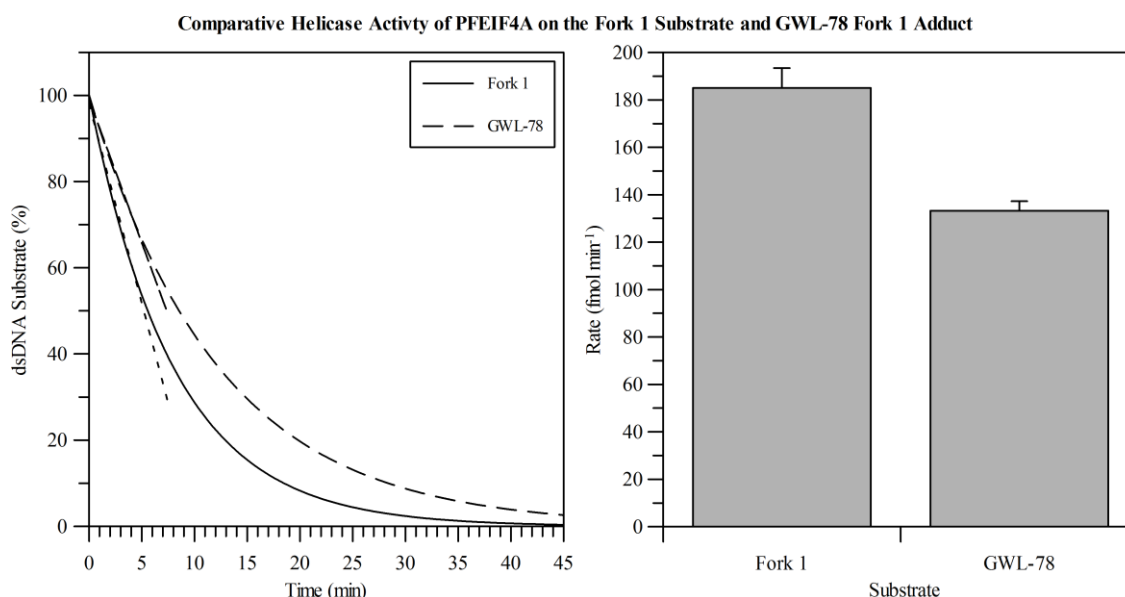 Comparative Helicase Activty of PFEIF4A on the Fork 1 Substrate and GWL-78 Fork 1 Adduct
Fork 1
GWL-78
dsDNA Substrate (%)
100
80
60
40
20
0
0 5 10 15 20 25 30 35 40 45
Time (min)
Rate (fmol min⁻¹)
200
180
160
140
120
100
80
60
40
20
0
Fork 1 GWL-78
Substrate